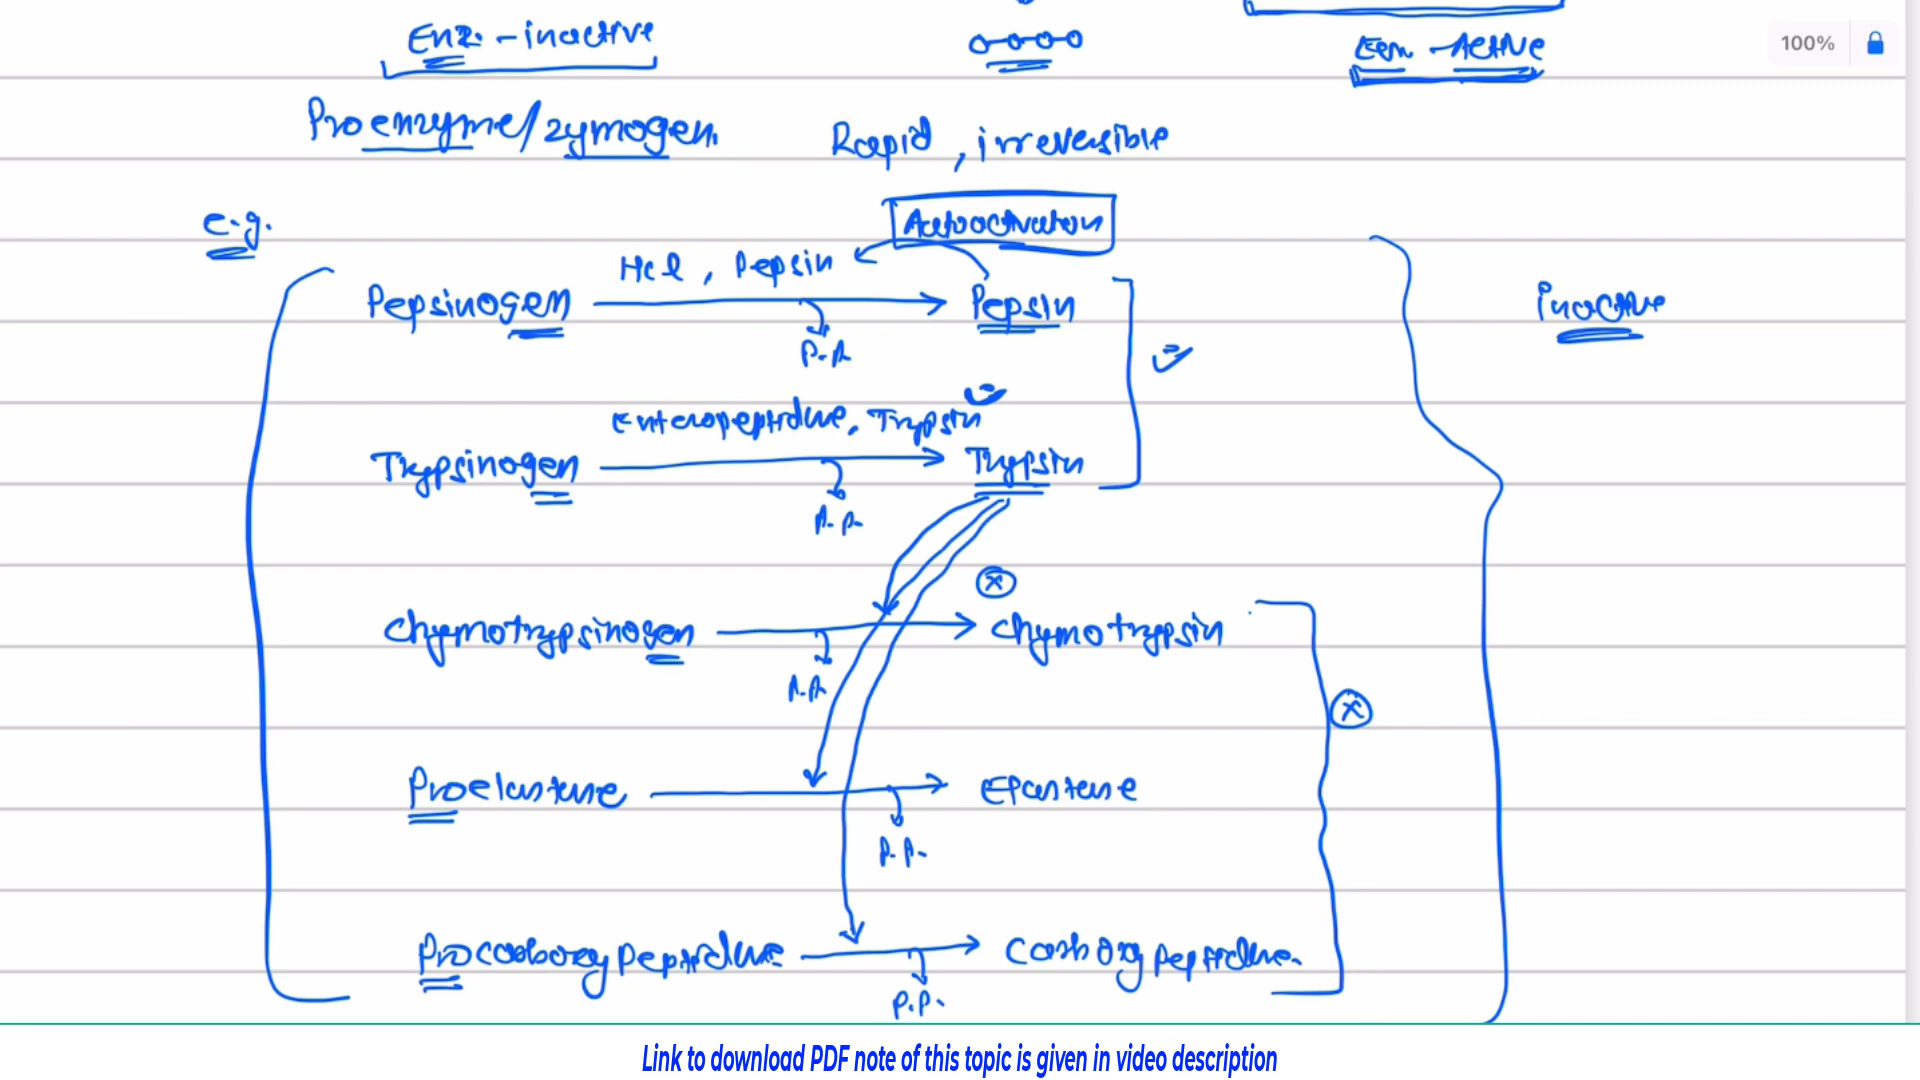 Enz. - inactive
Enz - Active
100%
Proenzyme/zymogen.
Rapid, irreversible
e.g.
Autoactivation
HCl, Pepsin
Pepsinogen
Pepsin
inactive
P.P.
Enteropeptidase, Trypsin
Trypsinogen
Trypsin
P.P.
Chymotrypsinogen
Chymotrypsin
P.P.
Proelastase
Elastase
P.P.
Procarboxypeptidase
Carboxypeptidase.
P.P.
Link to download PDF note of this topic is given in video description